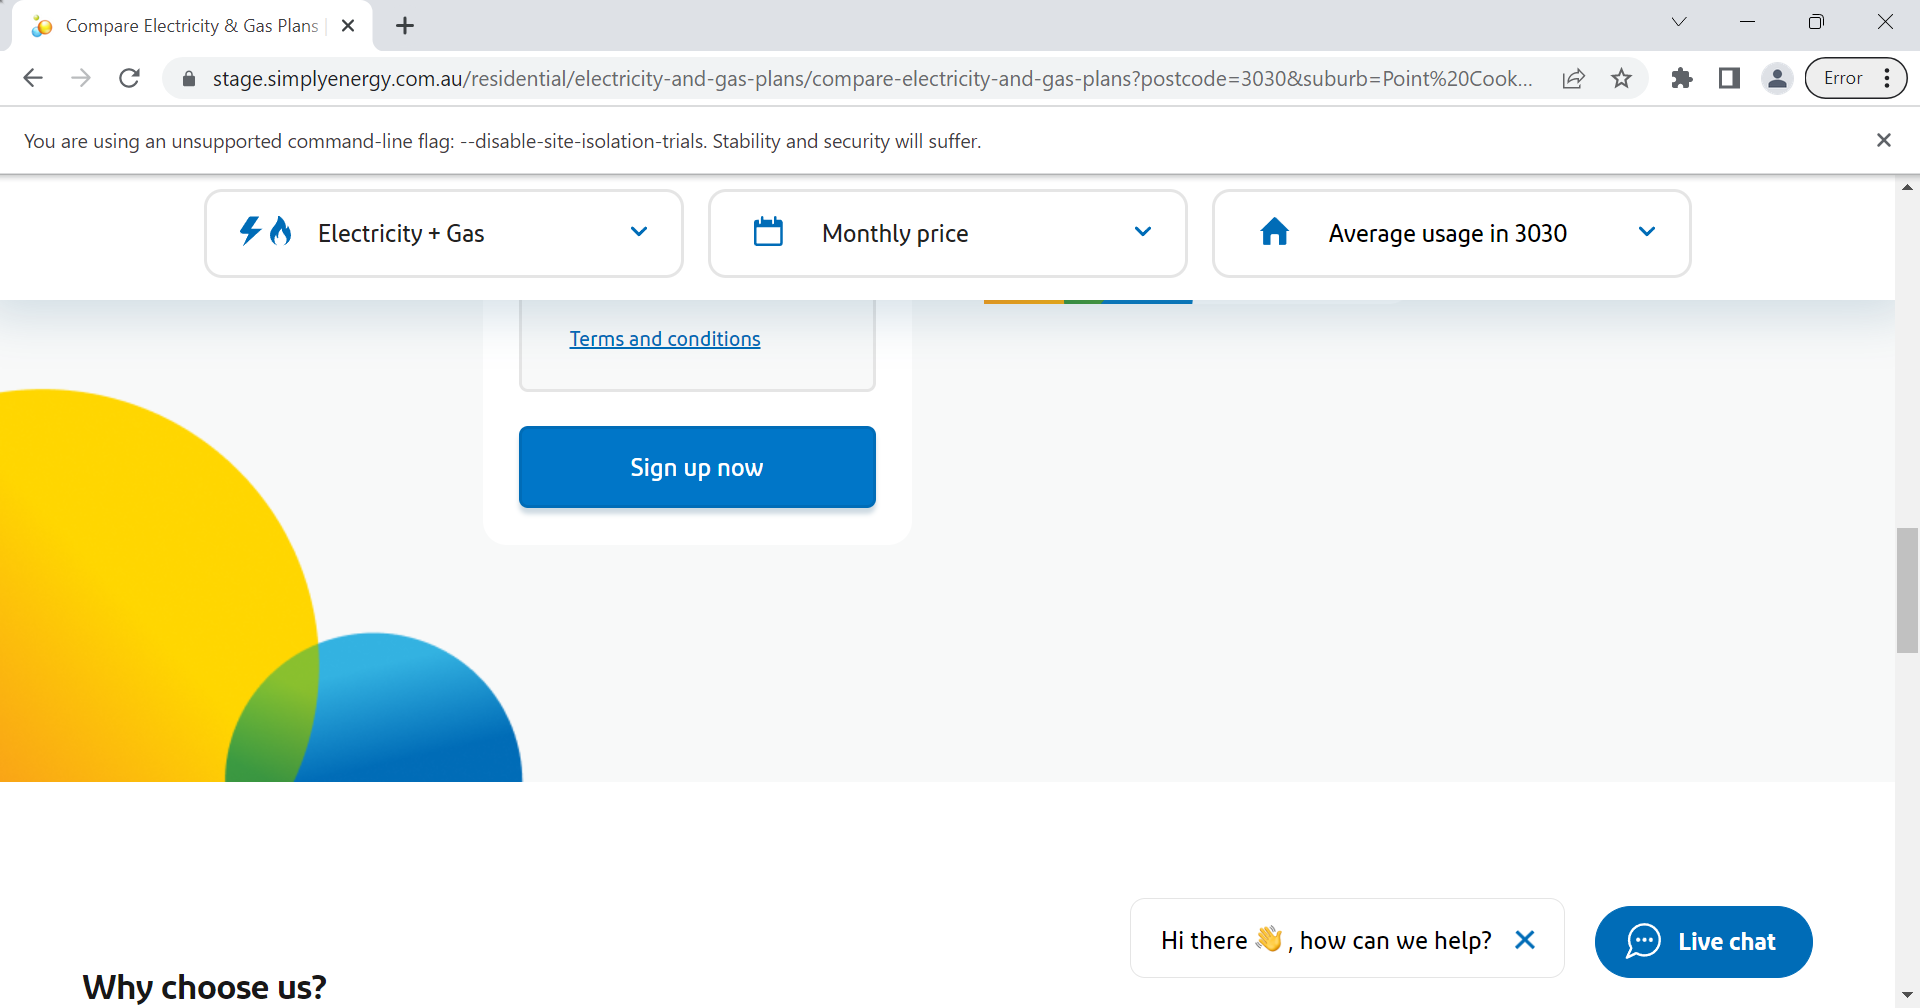 Compare Electricity & Gas Plans
stage.simplyenergy.com.au/residential/electricity-and-gas-plans/compare-electricity-and-gas-plans?postcode=3030&suburb=Point%20Cook...
Error
You are using an unsupported command-line flag: --disable-site-isolation-trials. Stability and security will suffer.
Electricity + Gas
Monthly price
Average usage in 3030
Terms and conditions
Sign up now
Hi there 👋 , how can we help?
Live chat
Why choose us?